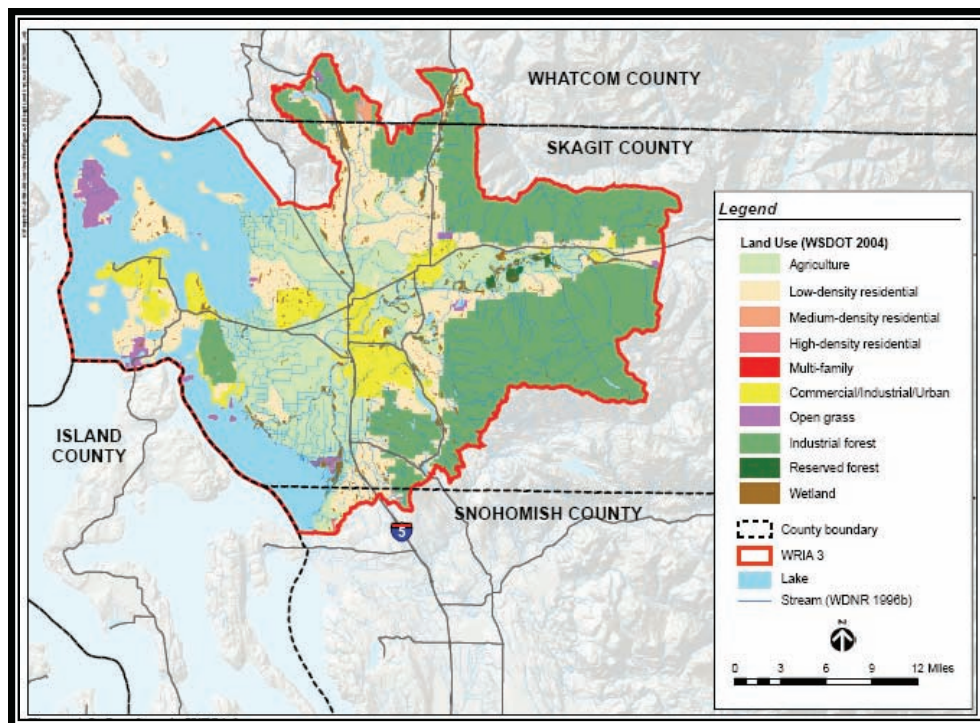 WHATCOM COUNTY
SKAGIT COUNTY
ISLAND
COUNTY
SNOHOMISH COUNTY
5
Legend
Land Use (WSDOT 2004)
Agriculture
Low-density residential
Medium-density residential
High-density residential
Multi-family
Commercial/Industrial/Urban
Open grass
Industrial forest
Reserved forest
Wetland
County boundary
WRIA 3
Lake
Stream (WDNR 1996b)
N
0 3 6 9 12 Miles